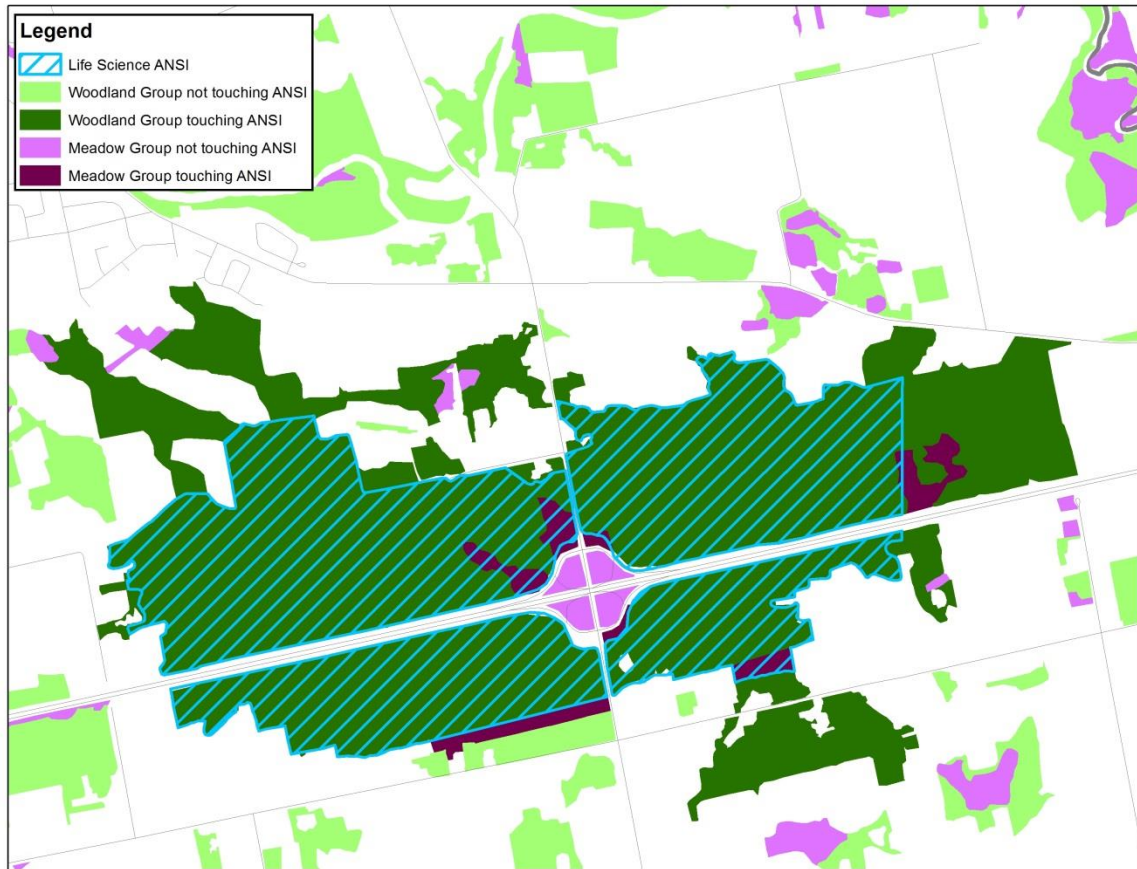 Legend
Life Science ANSI
Woodland Group not touching ANSI
Woodland Group touching ANSI
Meadow Group not touching ANSI
Meadow Group touching ANSI